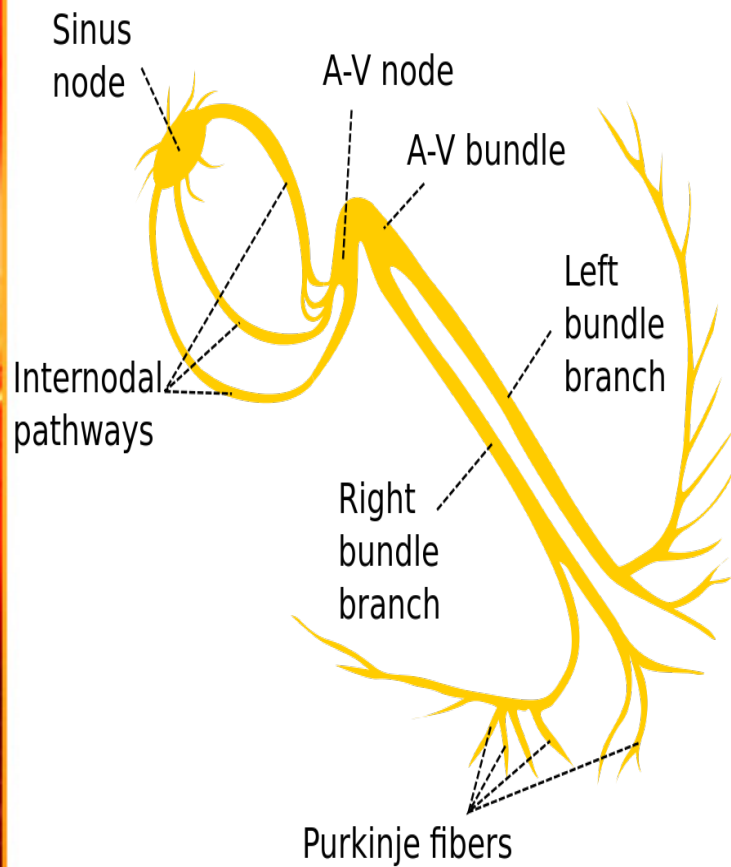 Sinus
node
A-V node
A-V bundle
Left
bundle
branch
Internodal
pathways
Right
bundle
branch
Purkinje fibers